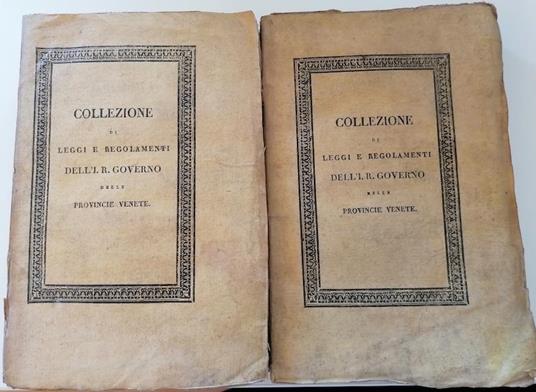 COLLEZIONE
DI
LEGGI E REGOLAMENTI
DELL'I. R. GOVERNO
DELLE
PROVINCIE VENETE.
COLLEZIONE
DI
LEGGI E REGOLAMENTI
DELL'I. R. GOVERNO
DELLE
PROVINCIE VENETE.